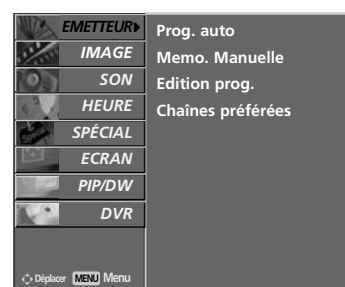 EMETTEUR
IMAGE
SON
HEURE
SPÉCIAL
ECRAN
PIP/DW
DVR
Déplacer MENU Menu
Prog. auto
Memo. Manuelle
Edition prog.
Chaînes préférées